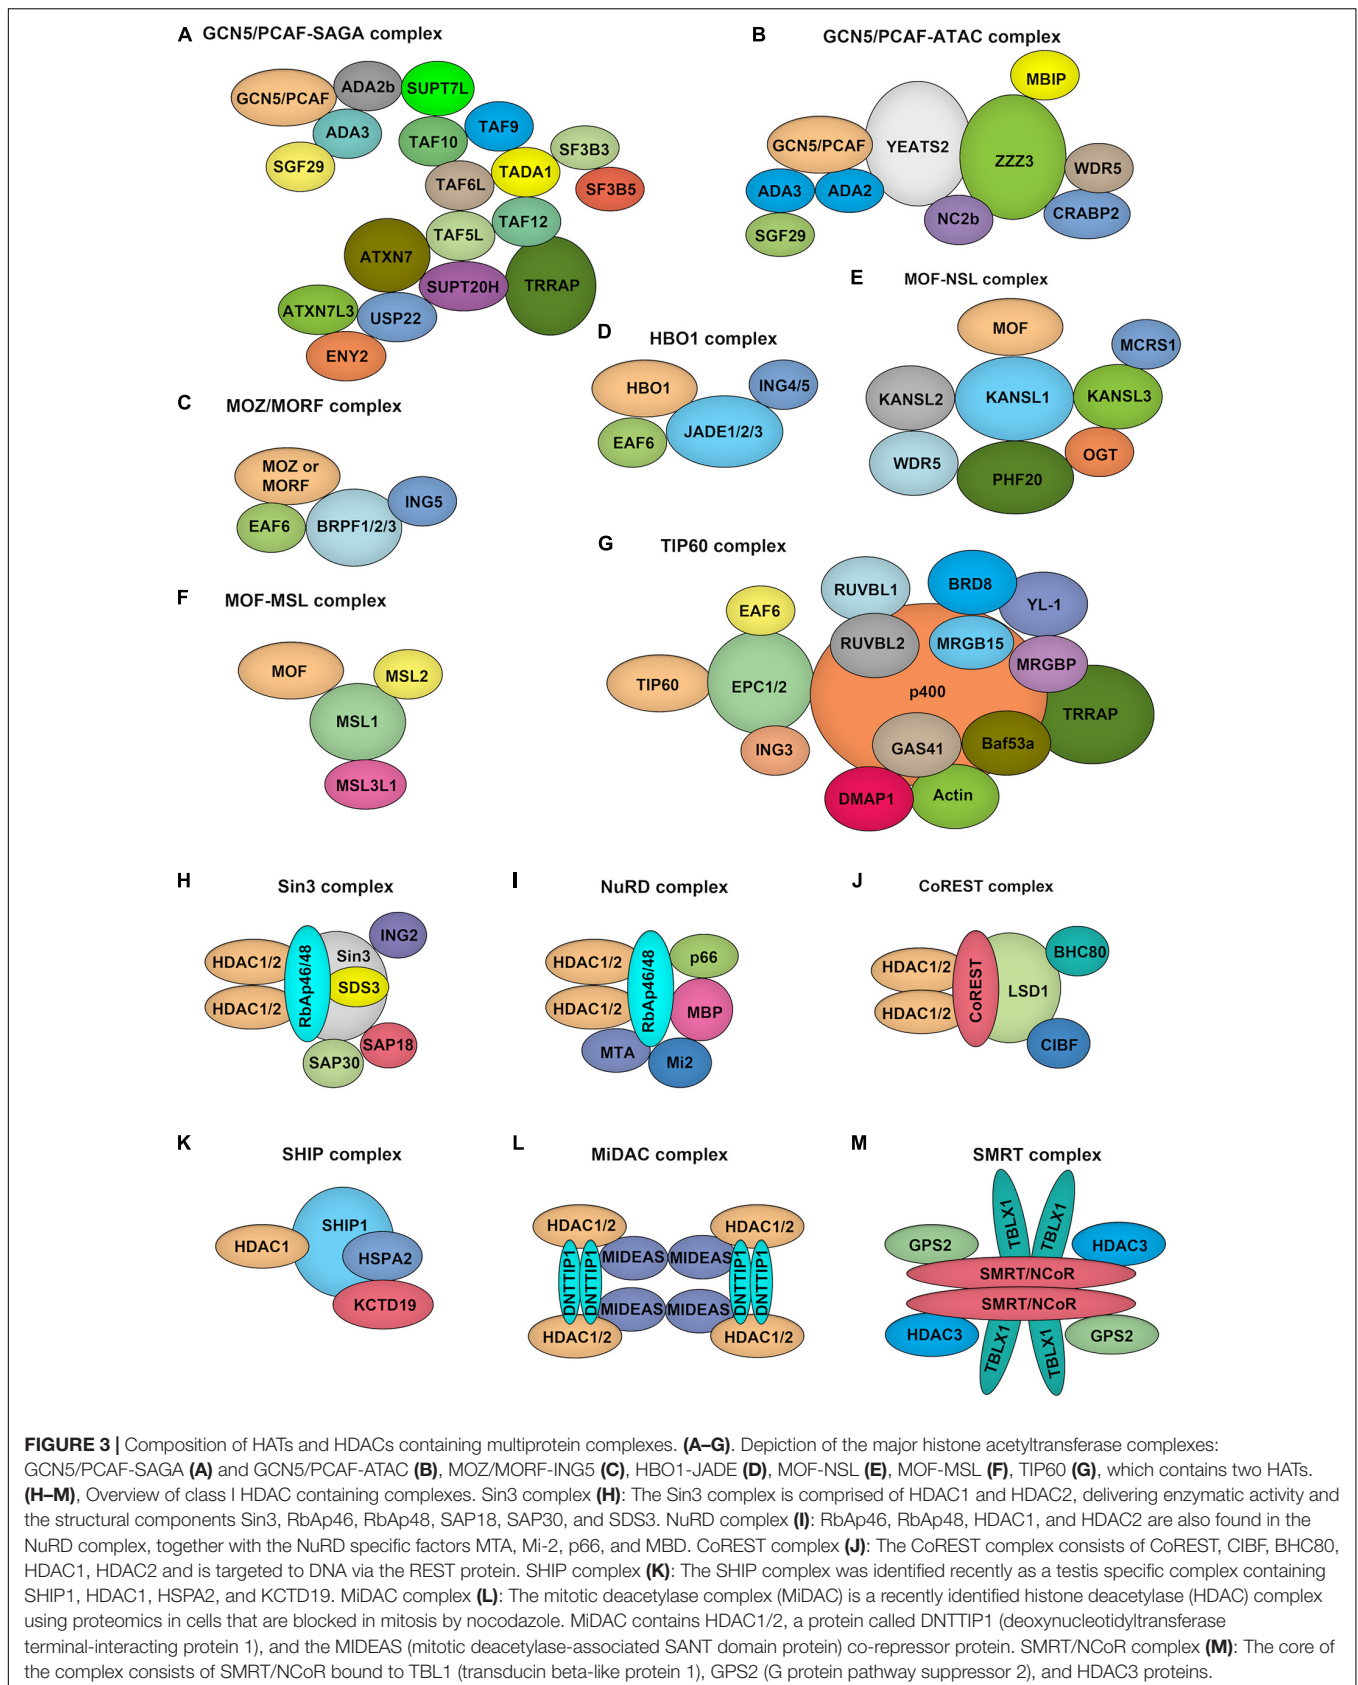 A GCN5/PCAF-SAGA complex
GCN5/PCAF
ADA2b
SUPT7L
ADA3
SGF29
TAF10
TAF9
TAF6L
TADA1
SF3B3
SF3B5
TAF5L
TAF12
ATXN7
SUPT20H
TRRAP
ATXN7L3
USP22
ENY2
B GCN5/PCAF-ATAC complex
MBIP
GCN5/PCAF
YEATS2
ZZZ3
ADA3
ADA2
SGF29
NC2b
WDR5
CRABP2
C MOZ/MORF complex
MOZ or
MORF
EAF6
BRPF1/2/3
ING5
D HBO1 complex
HBO1
ING4/5
EAF6
JADE1/2/3
E MOF-NSL complex
MOF
MCRS1
KANSL2
KANSL1
KANSL3
WDR5
PHF20
OGT
F MOF-MSL complex
MOF
MSL2
MSL1
MSL3L1
G TIP60 complex
EAF6
TIP60
EPC1/2
ING3
RUVBL1
RUVBL2
BRD8
YL-1
MRGB15
MRGBP
p400
TRRAP
GAS41
Baf53a
DMAP1
Actin
H Sin3 complex
HDAC1/2
HDAC1/2
RbAp46/48
Sin3
SDS3
ING2
SAP18
SAP30
I NuRD complex
HDAC1/2
HDAC1/2
RbAp46/48
p66
MBP
MTA
Mi2
J CoREST complex
HDAC1/2
HDAC1/2
CoREST
LSD1
BHC80
CIBF
K SHIP complex
SHIP1
HDAC1
HSPA2
KCTD19
L MiDAC complex
HDAC1/2
HDAC1/2
DNTTIP1
DNTTIP1
MIDEAS
MIDEAS
DNTTIP1
DNTTIP1
MIDEAS
MIDEAS
HDAC1/2
HDAC1/2
M SMRT complex
TBLX1
TBLX1
GPS2
HDAC3
SMRT/NCoR
SMRT/NCoR
HDAC3
GPS2
TBLX1
TBLX1
FIGURE 3 | Composition of HATs and HDACs containing multiprotein complexes. (A–G). Depiction of the major histone acetyltransferase complexes:
GCN5/PCAF-SAGA (A) and GCN5/PCAF-ATAC (B), MOZ/MORF-ING5 (C), HBO1-JADE (D), MOF-NSL (E), MOF-MSL (F), TIP60 (G), which contains two HATs.
(H–M), Overview of class I HDAC containing complexes. Sin3 complex (H): The Sin3 complex is comprised of HDAC1 and HDAC2, delivering enzymatic activity and
the structural components Sin3, RbAp46, RbAp48, SAP18, SAP30, and SDS3. NuRD complex (I): RbAp46, RbAp48, HDAC1, and HDAC2 are also found in the
NuRD complex, together with the NuRD specific factors MTA, Mi-2, p66, and MBD. CoREST complex (J): The CoREST complex consists of CoREST, CIBF, BHC80,
HDAC1, HDAC2 and is targeted to DNA via the REST protein. SHIP complex (K): The SHIP complex was identified recently as a testis specific complex containing
SHIP1, HDAC1, HSPA2, and KCTD19. MiDAC complex (L): The mitotic deacetylase complex (MiDAC) is a recently identified histone deacetylase (HDAC) complex
using proteomics in cells that are blocked in mitosis by nocodazole. MiDAC contains HDAC1/2, a protein called DNTTIP1 (deoxynucleotidyltransferase
terminal-interacting protein 1), and the MIDEAS (mitotic deacetylase-associated SANT domain protein) co-repressor protein. SMRT/NCoR complex (M): The core of
the complex consists of SMRT/NCoR bound to TBL1 (transducin beta-like protein 1), GPS2 (G protein pathway suppressor 2), and HDAC3 proteins.